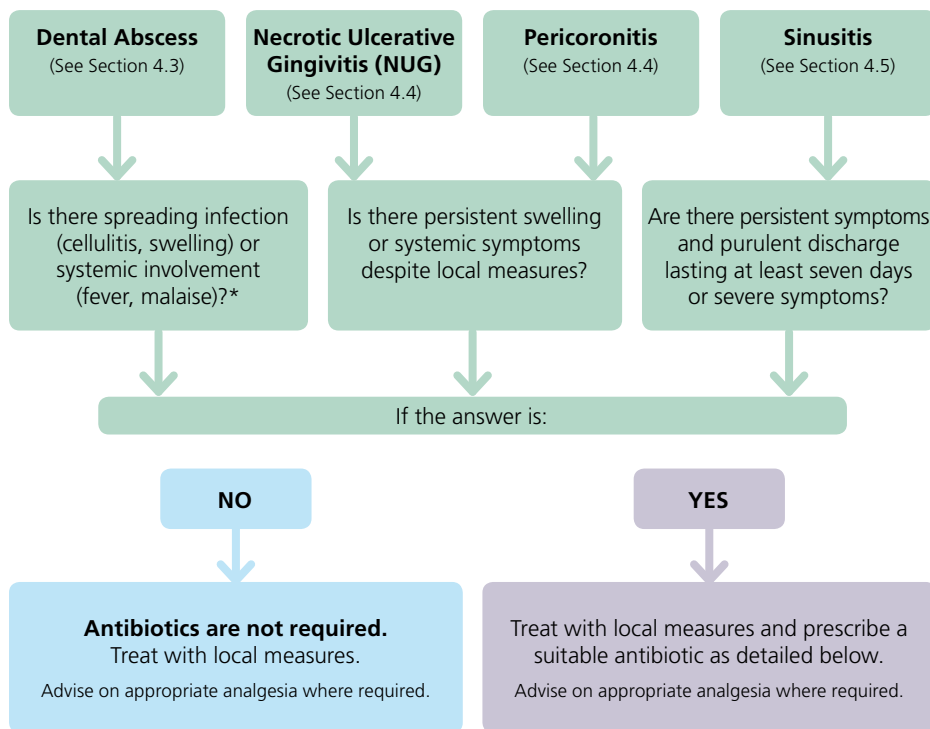 Dental Abscess
(See Section 4.3)
Necrotic Ulcerative
Gingivitis (NUG)
(See Section 4.4)
Pericoronitis
(See Section 4.4)
Sinusitis
(See Section 4.5)
Is there spreading infection
(cellulitis, swelling) or
systemic involvement
(fever, malaise)?*
Is there persistent swelling
or systemic symptoms
despite local measures?
Are there persistent symptoms
and purulent discharge
lasting at least seven days
or severe symptoms?
If the answer is:
NO
YES
Antibiotics are not required.
Treat with local measures.
Advise on appropriate analgesia where required.
Treat with local measures and prescribe a
suitable antibiotic as detailed below.
Advise on appropriate analgesia where required.